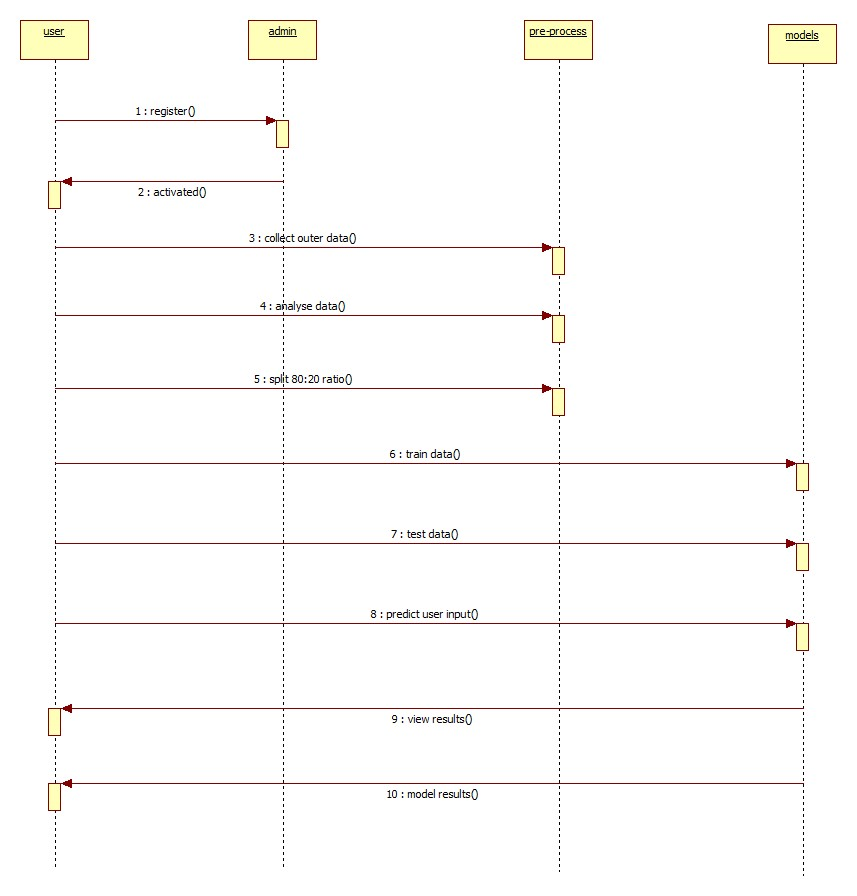 user
admin
pre-process
models
1 : register()
2 : activated()
3 : collect outer data()
4 : analyse data()
5 : split 80:20 ratio()
6 : train data()
7 : test data()
8 : predict user input()
9 : view results()
10 : model results()